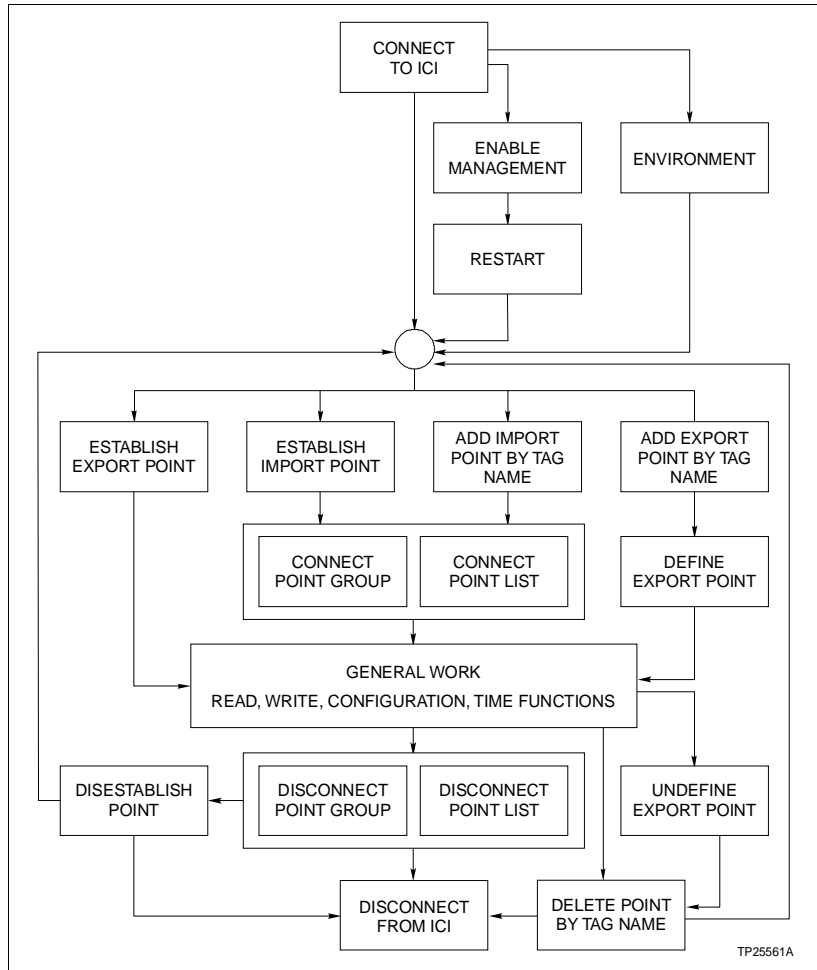 CONNECT
TO ICI
ENABLE
MANAGEMENT
ENVIRONMENT
RESTART
ESTABLISH
EXPORT POINT
ESTABLISH
IMPORT POINT
ADD IMPORT
POINT BY TAG
NAME
ADD EXPORT
POINT BY TAG
NAME
CONNECT
POINT GROUP
CONNECT
POINT LIST
DEFINE
EXPORT POINT
GENERAL WORK
READ, WRITE, CONFIGURATION, TIME FUNCTIONS
DISESTABLISH
POINT
DISCONNECT
POINT GROUP
DISCONNECT
POINT LIST
UNDEFINE
EXPORT POINT
DISCONNECT
FROM ICI
DELETE POINT
BY TAG NAME
TP25561A